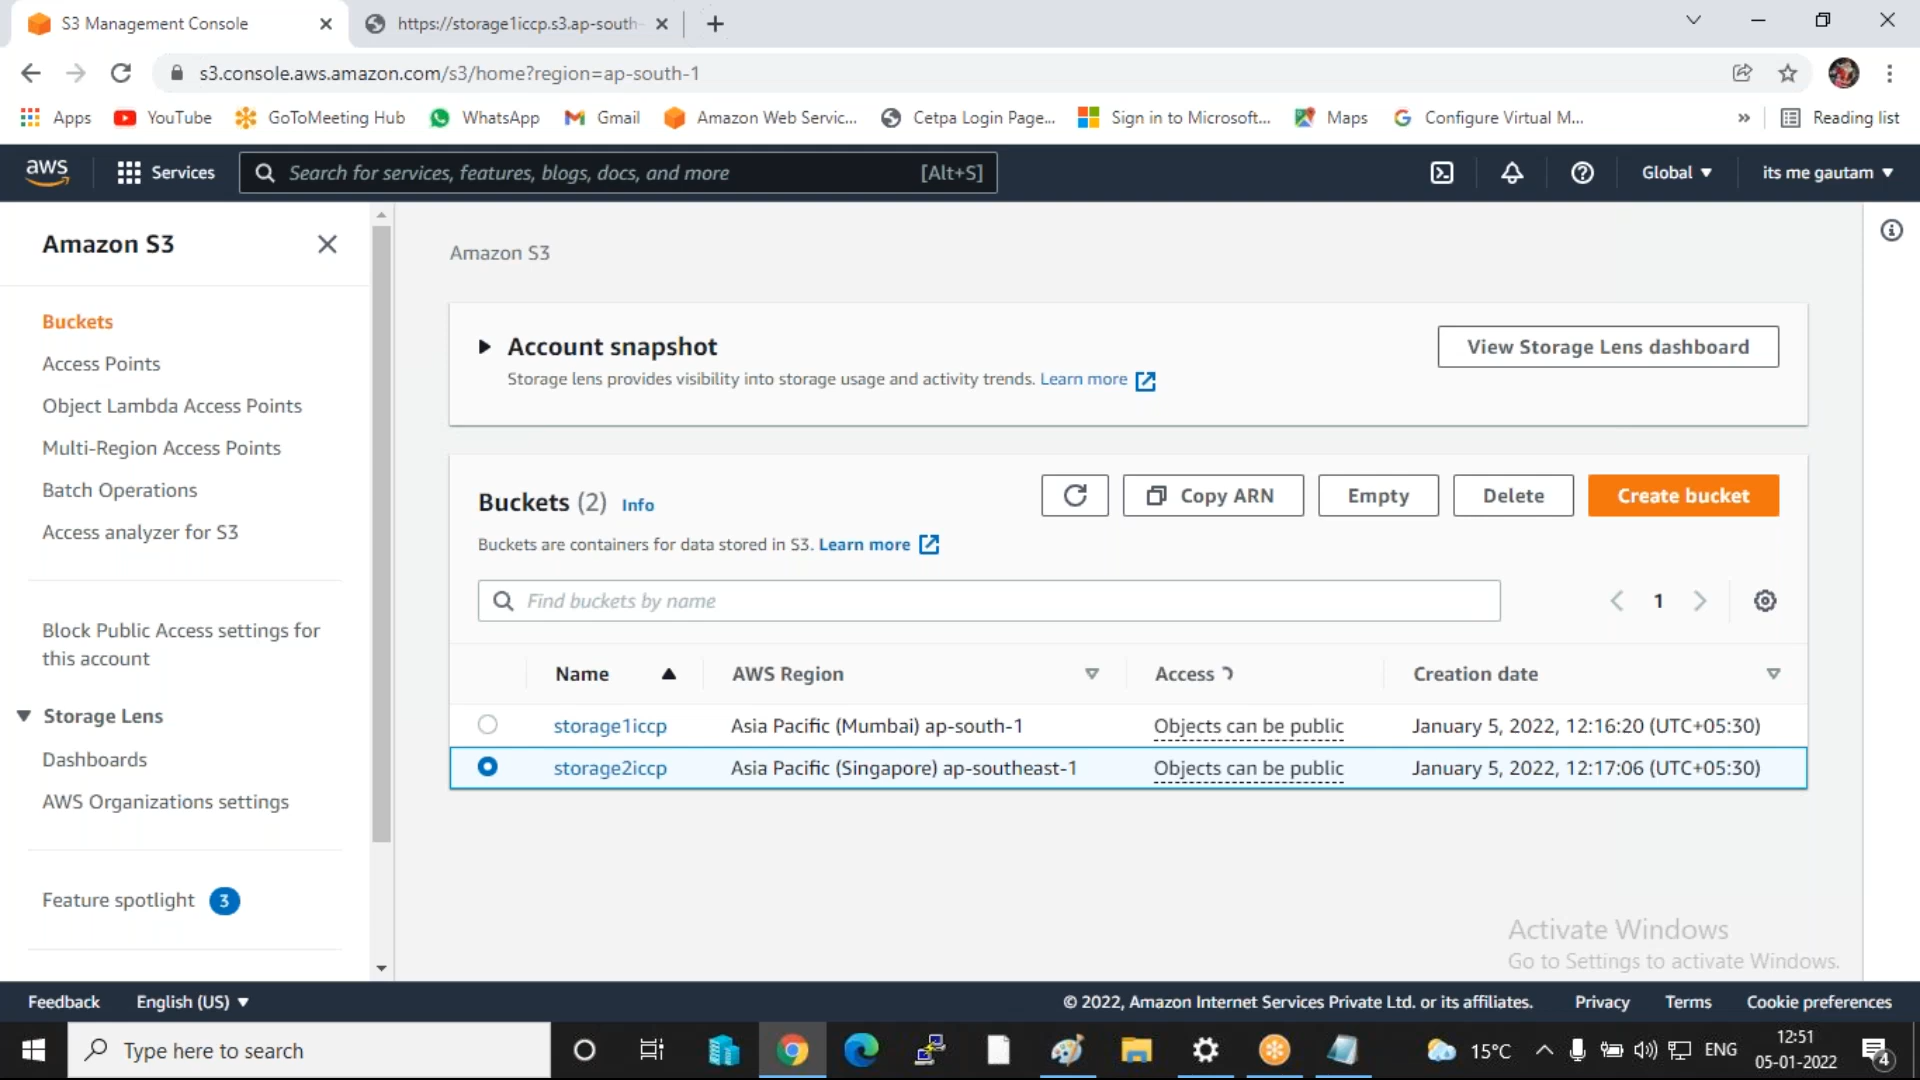 S3 Management Console
https://storage1iccp.s3.ap-south-
s3.console.aws.amazon.com/s3/home?region=ap-south-1
Apps YouTube GoToMeeting Hub WhatsApp Gmail Amazon Web Servic... Cetpa Login Page... Sign in to Microsoft... Maps Configure Virtual M... » Reading list
aws Services Search for services, features, blogs, docs, and more [Alt+S] Global its me gautam
Amazon S3
Buckets
Access Points
Object Lambda Access Points
Multi-Region Access Points
Batch Operations
Access analyzer for S3
Block Public Access settings for
this account
Storage Lens
Dashboards
AWS Organizations settings
Feature spotlight 3
Amazon S3
Account snapshot
View Storage Lens dashboard
Storage lens provides visibility into storage usage and activity trends. Learn more
Buckets (2) Info
Copy ARN Empty Delete Create bucket
Buckets are containers for data stored in S3. Learn more
Find buckets by name
1
Name AWS Region Access Creation date
storage1iccp Asia Pacific (Mumbai) ap-south-1 Objects can be public January 5, 2022, 12:16:20 (UTC+05:30)
storage2iccp Asia Pacific (Singapore) ap-southeast-1 Objects can be public January 5, 2022, 12:17:06 (UTC+05:30)
Activate Windows
Go to Settings to activate Windows.
Feedback English (US) © 2022, Amazon Internet Services Private Ltd. or its affiliates. Privacy Terms Cookie preferences
Type here to search
15°C ENG
12:51
05-01-2022
4